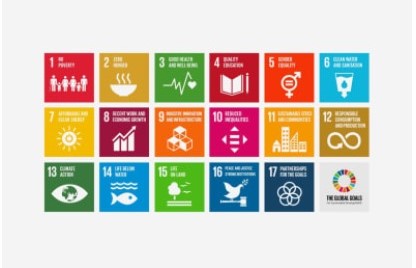 1 NO
POVERTY
2 ZERO
HUNGER
3 GOOD HEALTH
AND WELL-BEING
4 QUALITY
EDUCATION
5 GENDER
EQUALITY
6 CLEAN WATER
AND SANITATION
7 AFFORDABLE AND
CLEAN ENERGY
8 DECENT WORK AND
ECONOMIC GROWTH
9 INDUSTRY, INNOVATION
AND INFRASTRUCTURE
10 REDUCED
INEQUALITIES
11 SUSTAINABLE CITIES
AND COMMUNITIES
12 RESPONSIBLE
CONSUMPTION
AND PRODUCTION
13 CLIMATE
ACTION
14 LIFE BELOW
WATER
15 LIFE
ON LAND
16 PEACE AND JUSTICE
STRONG INSTITUTIONS
17 PARTNERSHIPS
FOR THE GOALS
THE GLOBAL GOALS